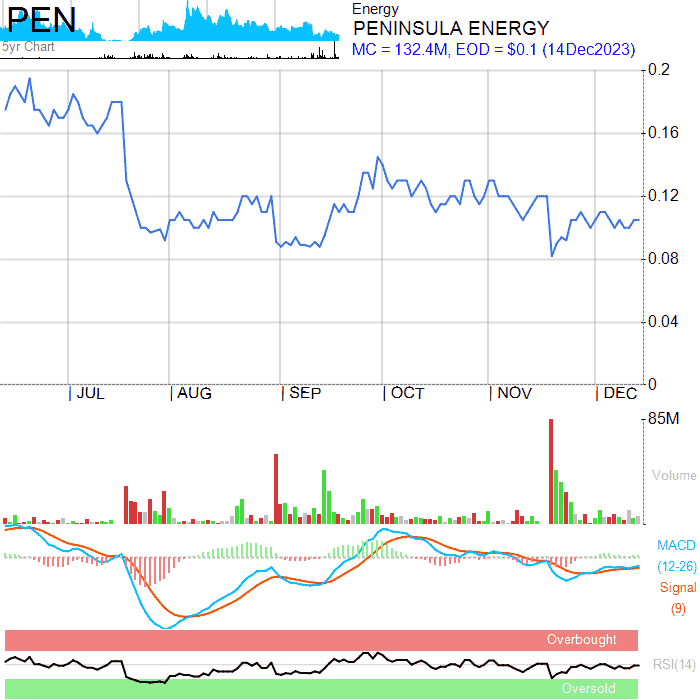 PEN
5yr Chart
Energy
PENINSULA ENERGY
MC = 132.4M, EOD = $0.1 (14Dec2023)
0.2
0.16
0.12
0.08
0.04
0
JUL AUG SEP OCT NOV DEC
85M
Volume
MACD
(12-26)
Signal
(9)
Overbought
RSI(14)
Oversold